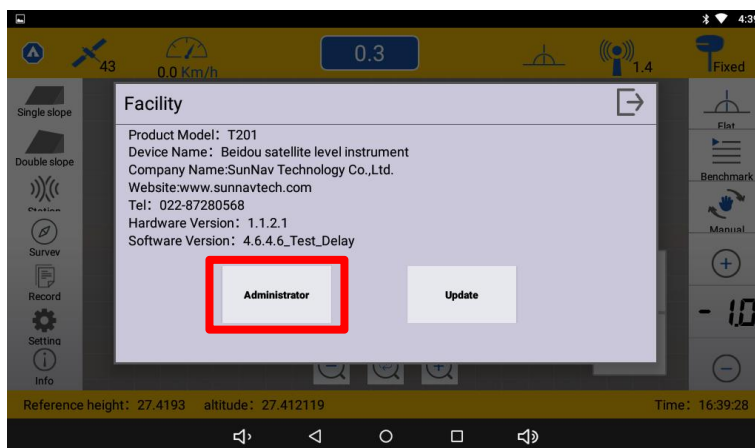 4:39
43
0.0 Km/h
0.3
1.4
Fixed
Single slope
Double slope
Station
Survey
Record
Setting
Info
Facility
Product Model：T201
Device Name：Beidou satellite level instrument
Company Name:SunNav Technology Co.,Ltd.
Website:www.sunnavtech.com
Tel：022-87280568
Hardware Version：1.1.2.1
Software Version：4.6.4.6_Test_Delay
Administrator
Update
Flat
Benchmark
Manual
- 1.0
Reference height：27.4193
altitude：27.412119
Time：16:39:28